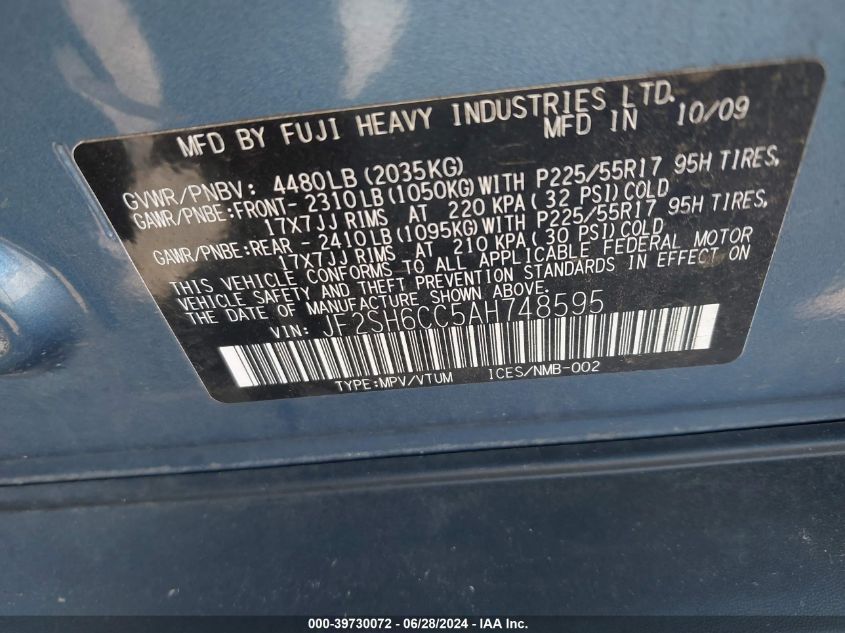 MFD BY FUJI HEAVY INDUSTRIES LTD.
MFD IN 10/09
GVWR/PNBV: 4480LB (2035KG)
GAWR/PNBE:FRONT- 2310LB (1050KG)WITH P225/55R17 95H TIRES,
17X7JJ RIMS AT 220 KPA( 32 PSI)COLD
GAWR/PNBE:REAR - 2410LB (1095KG)WITH P225/55R17 95H TIRES,
17X7JJ RIMS AT 210 KPA( 30 PSI)COLD
THIS VEHICLE CONFORMS TO ALL APPLICABLE FEDERAL MOTOR
VEHICLE SAFETY AND THEFT PREVENTION STANDARDS IN EFFECT ON
THE DATE OF MANUFACTURE SHOWN ABOVE.
VIN: JF2SH6CC5AH748595
TYPE:MPV/VTUM ICES/NMB-002
000-39730072 - 06/28/2024 - IAA Inc.